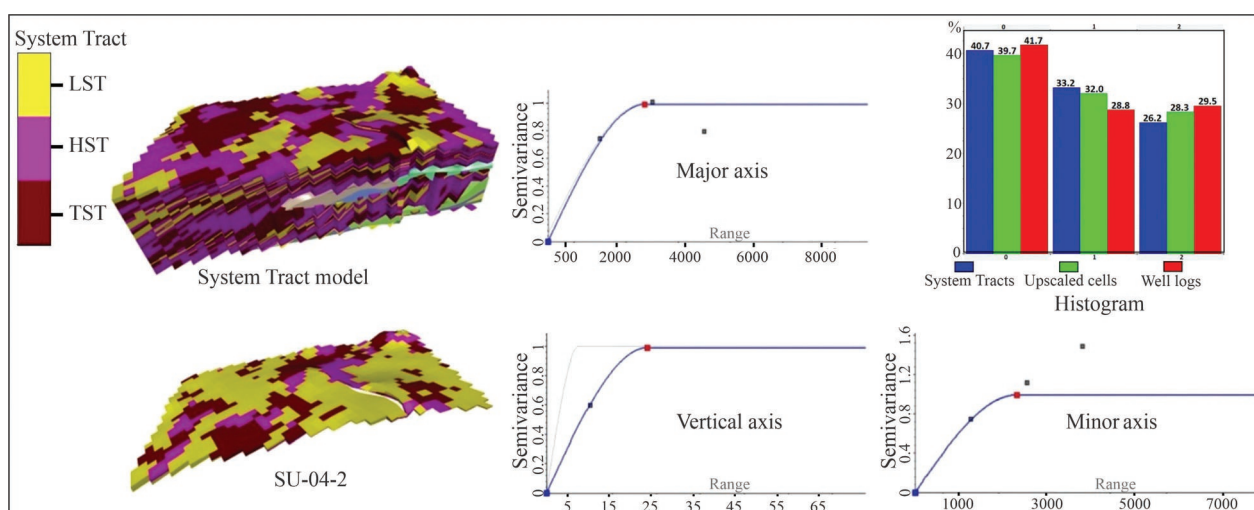 System Tract
LST
HST
TST
System Tract model
SU-04-2
Semivariance
0 0.2 0.4 0.6 0.8 1
Major axis
Range
500 2000 4000 6000 8000
%
0 1 2
40
30
20
10
0
40.7 39.7 41.7
33.2 32.0 28.8
26.2 28.3 29.5
0 1 2
System Tracts Upscaled cells Well logs
Histogram
Semivariance
0 0.2 0.4 0.6 0.8 1
Vertical axis
Range
5 15 25 35 45 55 65
Semivariance
0 0.4 0.8 1.2 1.6
Minor axis
Range
1000 3000 5000 7000